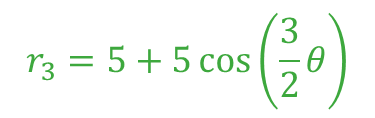 r₃ = 5 + 5 cos(3/2 θ)